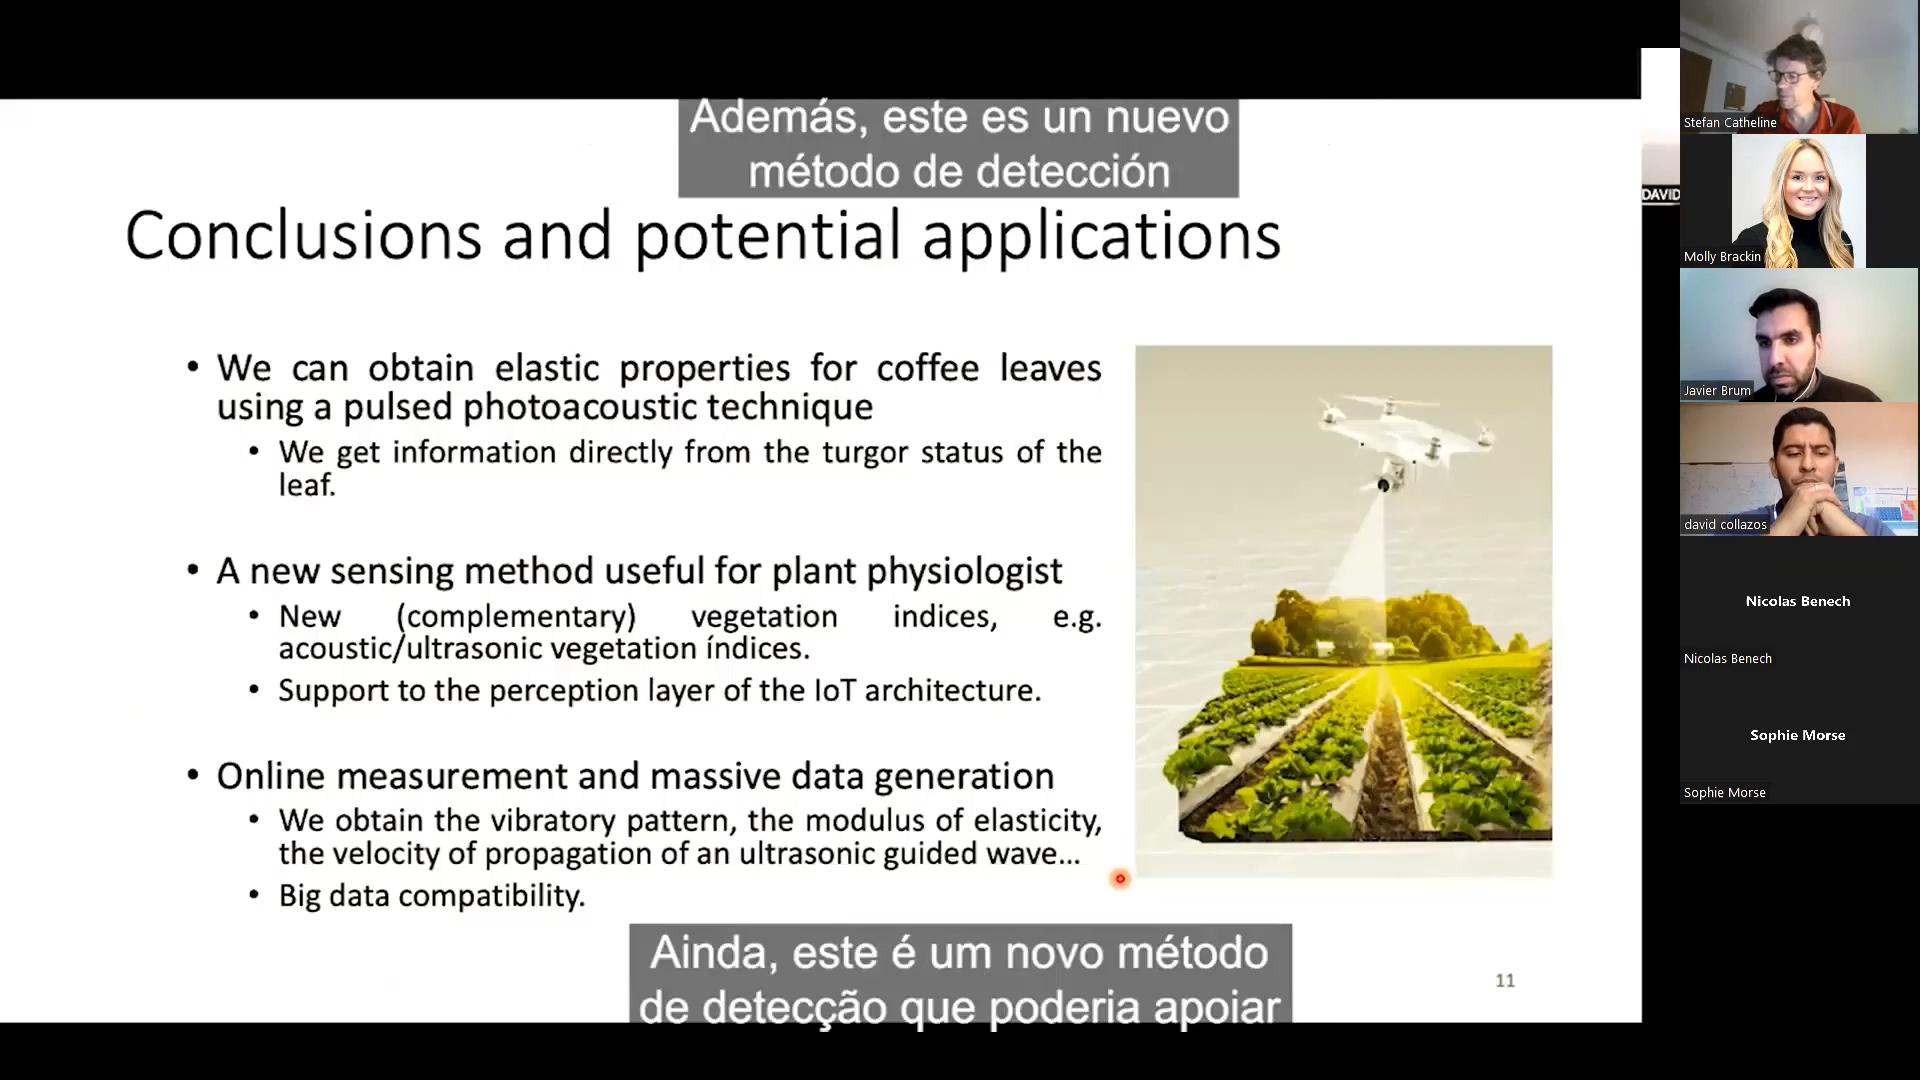 Además, este es un nuevo
método de detección
Conclusions and potential applications
• We can obtain elastic properties for coffee leaves
using a pulsed photoacoustic technique
• We get information directly from the turgor status of the
leaf.
• A new sensing method useful for plant physiologist
• New (complementary) vegetation indices, e.g.
acoustic/ultrasonic vegetation índices.
• Support to the perception layer of the IoT architecture.
• Online measurement and massive data generation
• We obtain the vibratory pattern, the modulus of elasticity,
the velocity of propagation of an ultrasonic guided wave...
• Big data compatibility.
Ainda, este é um novo método
de detecção que poderia apoiar
11
DAVID
Stefan Catheline
Molly Brackin
Javier Brum
david collazos
Nicolas Benech
Nicolas Benech
Sophie Morse
Sophie Morse